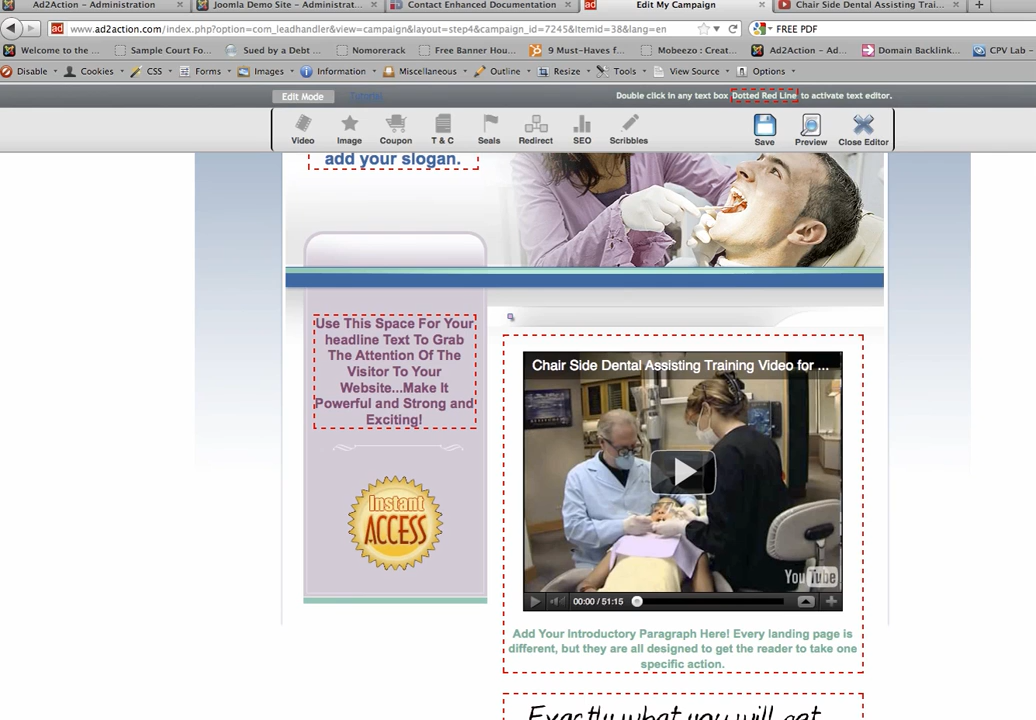 Ad2Action - Administration
Joomla Demo Site - Administrat...
Contact Enhanced Documentation
Edit My Campaign
Chair Side Dental Assisting Trai...
www.ad2action.com/index.php?option=com_leadhandler&view=campaign&layout=step4&campaign_id=7245&Itemid=38&lang=en
FREE PDF
Welcome to the ...
Sample Court Fo...
Sued by a Debt ...
Nomorerack
Free Banner Hou...
9 Must-Haves f...
Mobeezo : Creat...
Ad2Action - Ad...
Domain Backlink...
CPV Lab -
Disable
Cookies
CSS
Forms
Images
Information
Miscellaneous
Outline
Resize
Tools
View Source
Options
Edit Mode
Tutorial
Double click in any text box Dotted Red Line to activate text editor.
Video
Image
Coupon
T & C
Seals
Redirect
SEO
Scribbles
Save
Preview
Close Editor
add your slogan.
Use This Space For Your
headline Text To Grab
The Attention Of The
Visitor To Your
Website...Make It
Powerful and Strong and
Exciting!
Instant
ACCESS
Chair Side Dental Assisting Training Video for ...
YouTube
00:00 / 51:15
Add Your Introductory Paragraph Here! Every landing page is
different, but they are all designed to get the reader to take one
specific action.
Exactly what you will get